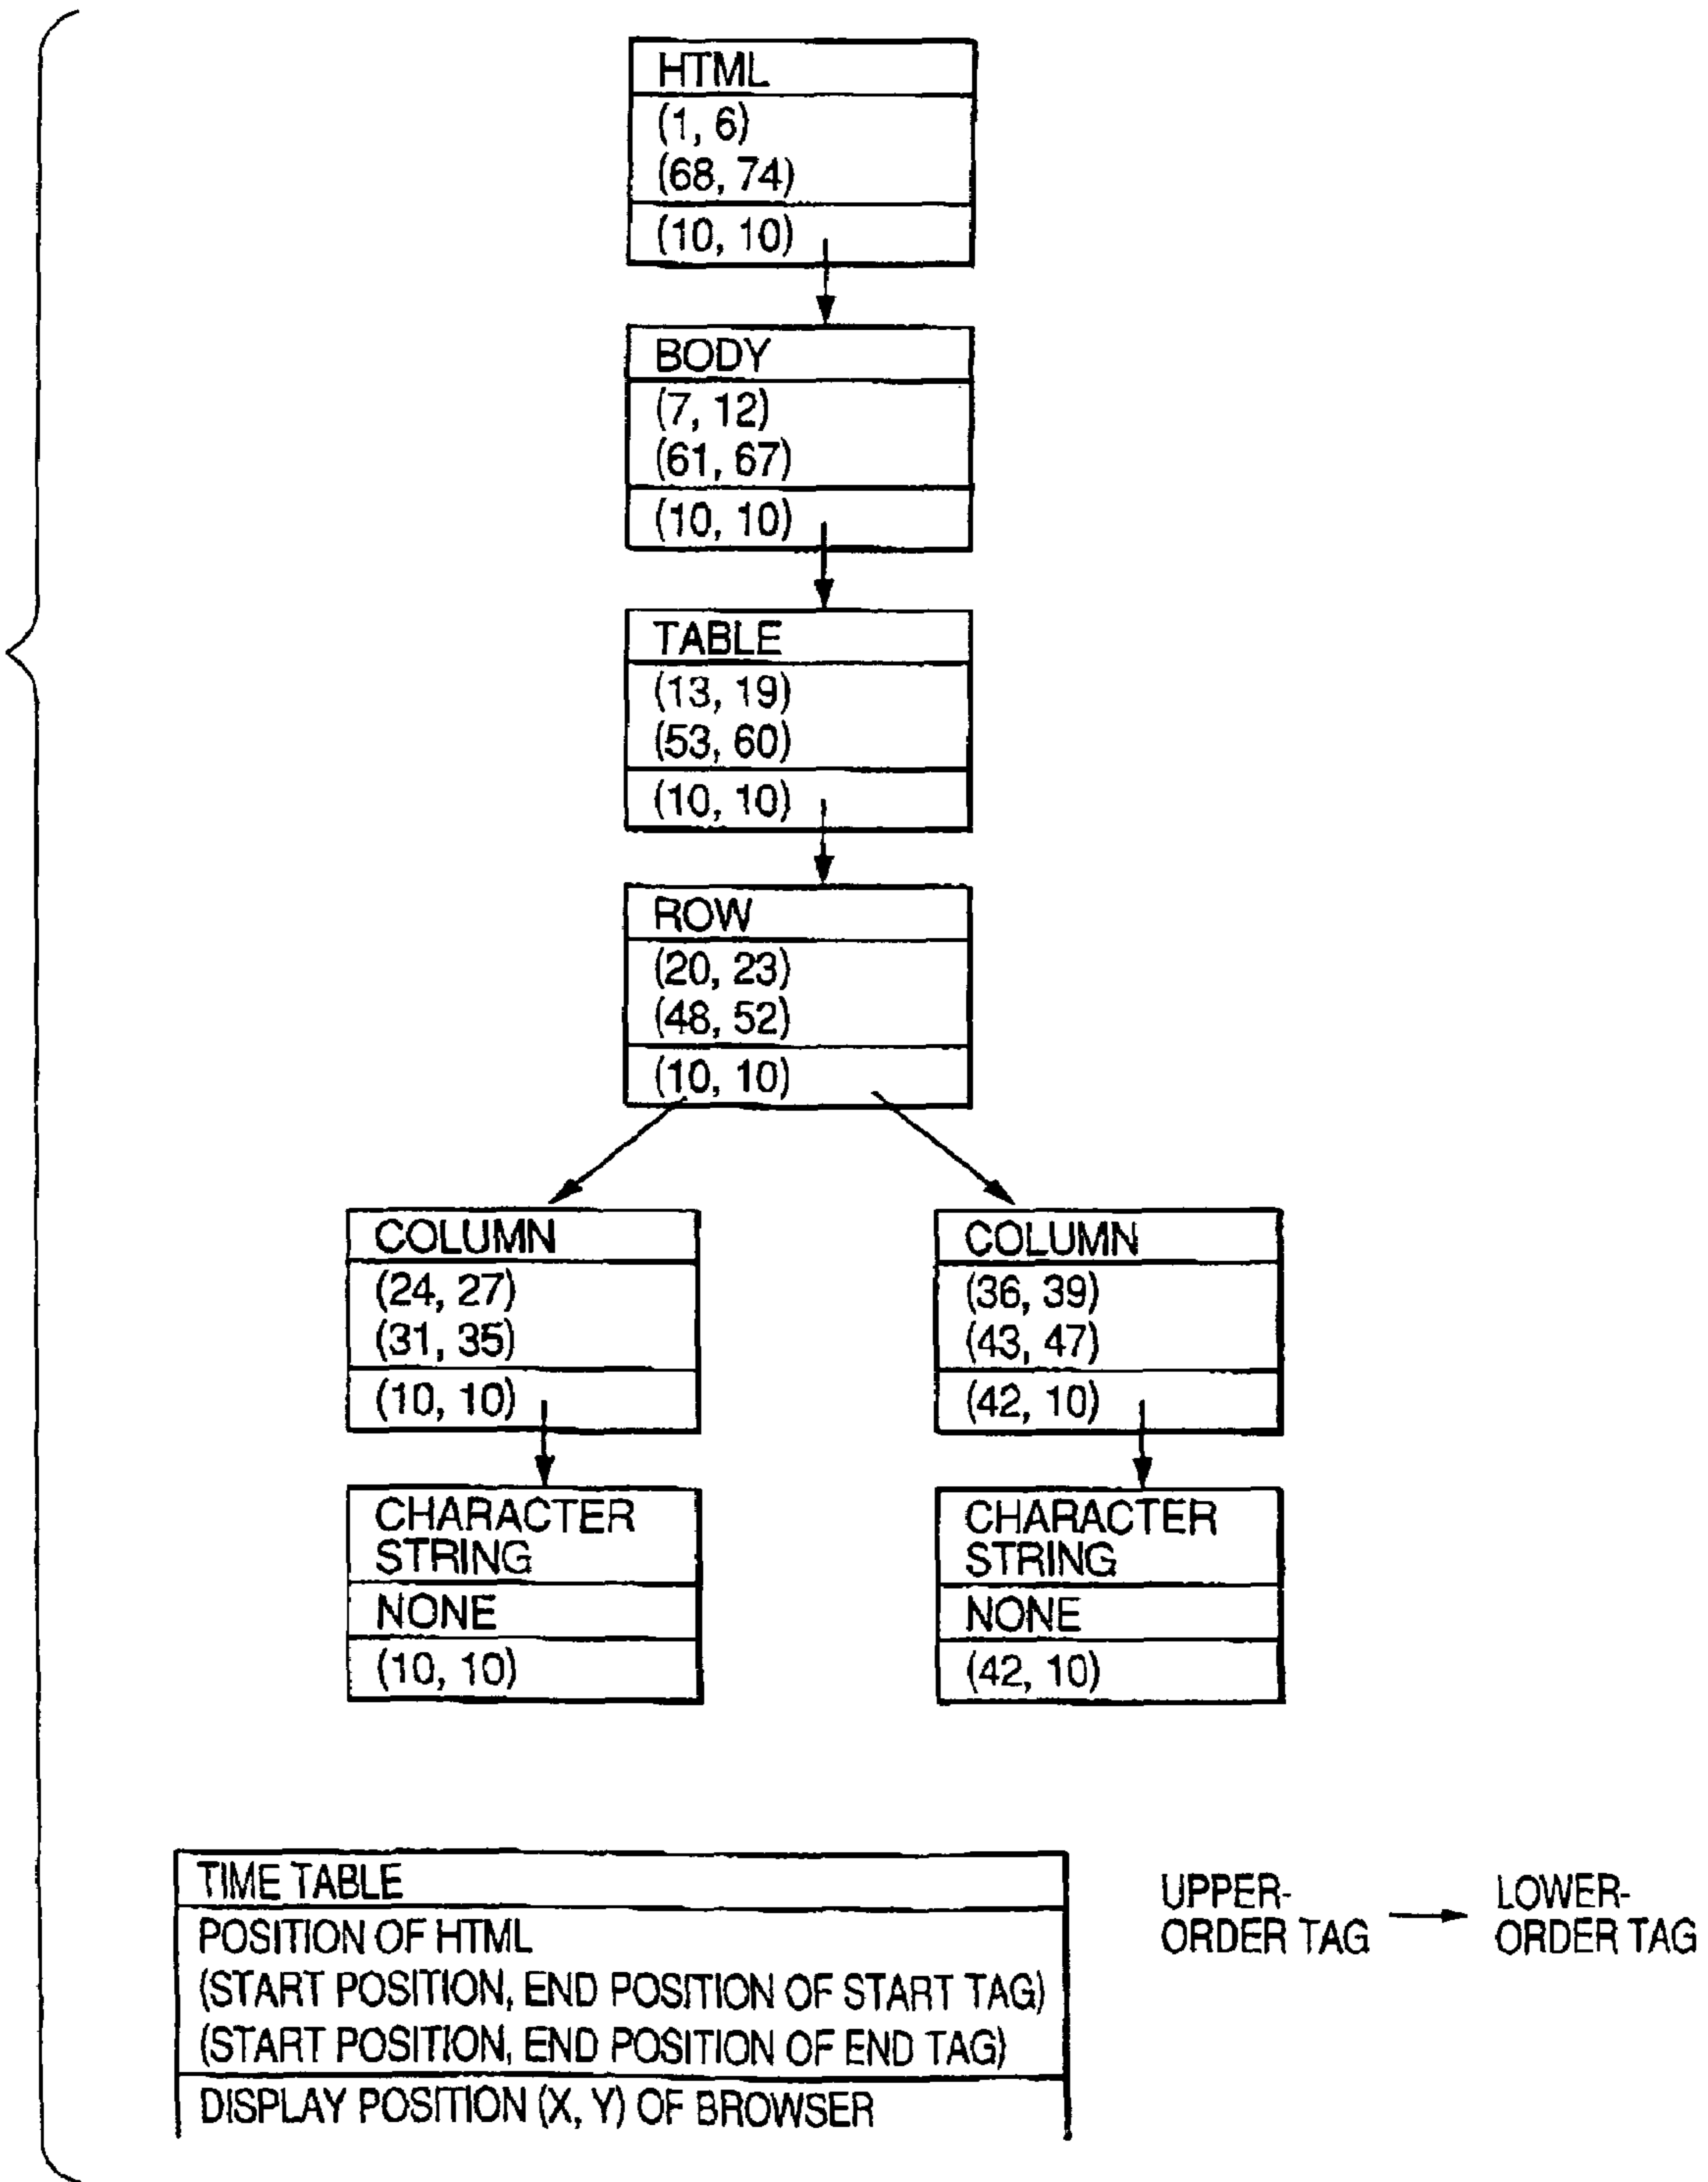 HTML
(1, 6)
(68, 74)
(10, 10)
BODY
(7, 12)
(61, 67)
(10, 10)
TABLE
(13, 19)
(53, 60)
(10, 10)
ROW
(20, 23)
(48, 52)
(10, 10)
COLUMN
(24, 27)
(31, 35)
(10, 10)
COLUMN
(36, 39)
(43, 47)
(42, 10)
CHARACTER
STRING
NONE
(10, 10)
CHARACTER
STRING
NONE
(42, 10)
TIME TABLE
POSITION OF HTML
(START POSITION, END POSITION OF START TAG)
(START POSITION, END POSITION OF END TAG)
DISPLAY POSITION (X, Y) OF BROWSER
UPPER-
ORDER TAG
LOWER-
ORDER TAG